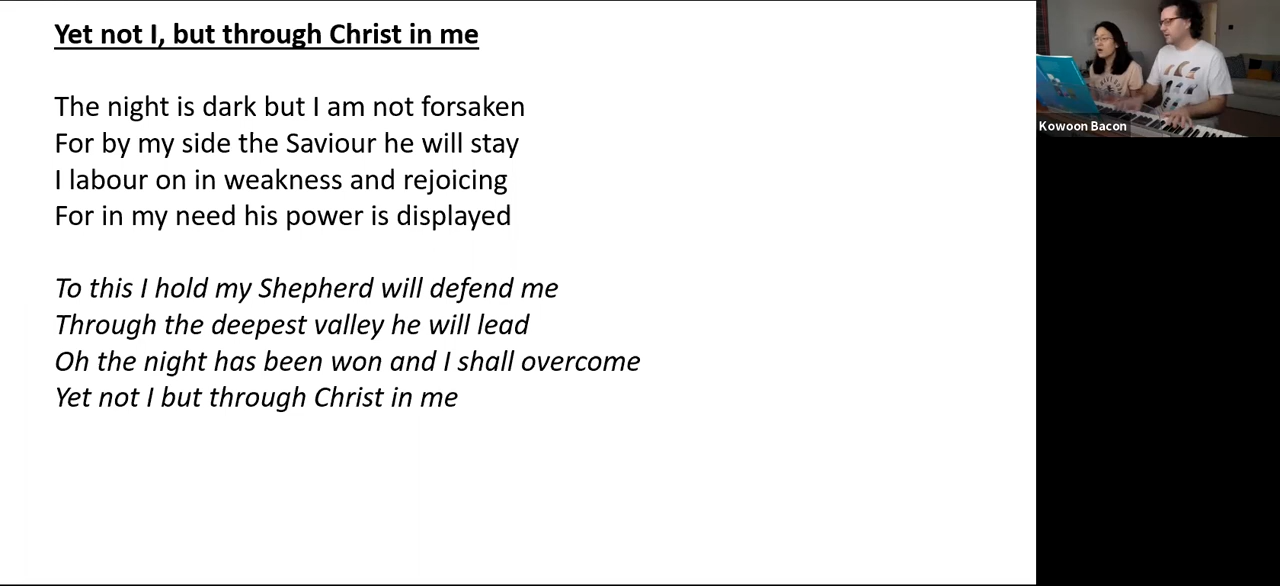 Yet not I, but through Christ in me
The night is dark but I am not forsaken
For by my side the Saviour he will stay
I labour on in weakness and rejoicing
For in my need his power is displayed
To this I hold my Shepherd will defend me
Through the deepest valley he will lead
Oh the night has been won and I shall overcome
Yet not I but through Christ in me
Kowoon Bacon